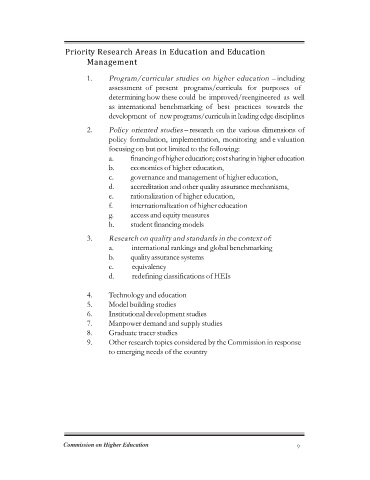 Priority Research Areas in Education and Education
Management
1. Program/curricular studies on higher education – including
assessment of present programs/curricula for purposes of
determining how these could be improved/reengineered as well
as international benchmarking of best practices towards the
development of new programs/curricula in leading edge disciplines
2. Policy oriented studies – research on the various dimensions of
policy formulation, implementation, monitoring and evaluation
focusing on but not limited to the following:
a. financing of higher education; cost sharing in higher education
b. economics of higher education,
c. governance and management of higher education,
d. accreditation and other quality assurance mechanisms,
e. rationalization of higher education,
f. internationalization of higher education
g. access and equity measures
h. student financing models
3. Research on quality and standards in the context of:
a. international rankings and global benchmarking
b. quality assurance systems
c. equivalency
d. redefining classifications of HEIs
4. Technology and education
5. Model building studies
6. Institutional development studies
7. Manpower demand and supply studies
8. Graduate tracer studies
9. Other research topics considered by the Commission in response
to emerging needs of the country
Commission on Higher Education 9